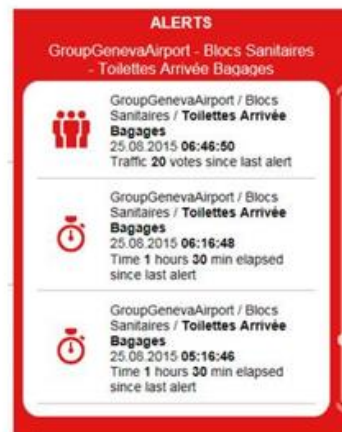 ALERTS
GroupGenevaAirport - Blocs Sanitaires
- Toilettes Arrivée Bagages
GroupGenevaAirport / Blocs
Sanitaires / Toilettes Arrivée
Bagages
25.08.2015 06:46:50
Traffic 20 votes since last alert
GroupGenevaAirport / Blocs
Sanitaires / Toilettes Arrivée
Bagages
25.08.2015 06:16:48
Time 1 hours 30 min elapsed
since last alert
GroupGenevaAirport / Blocs
Sanitaires / Toilettes Arrivée
Bagages
25.08.2015 05:16:46
Time 1 hours 30 min elapsed
since last alert